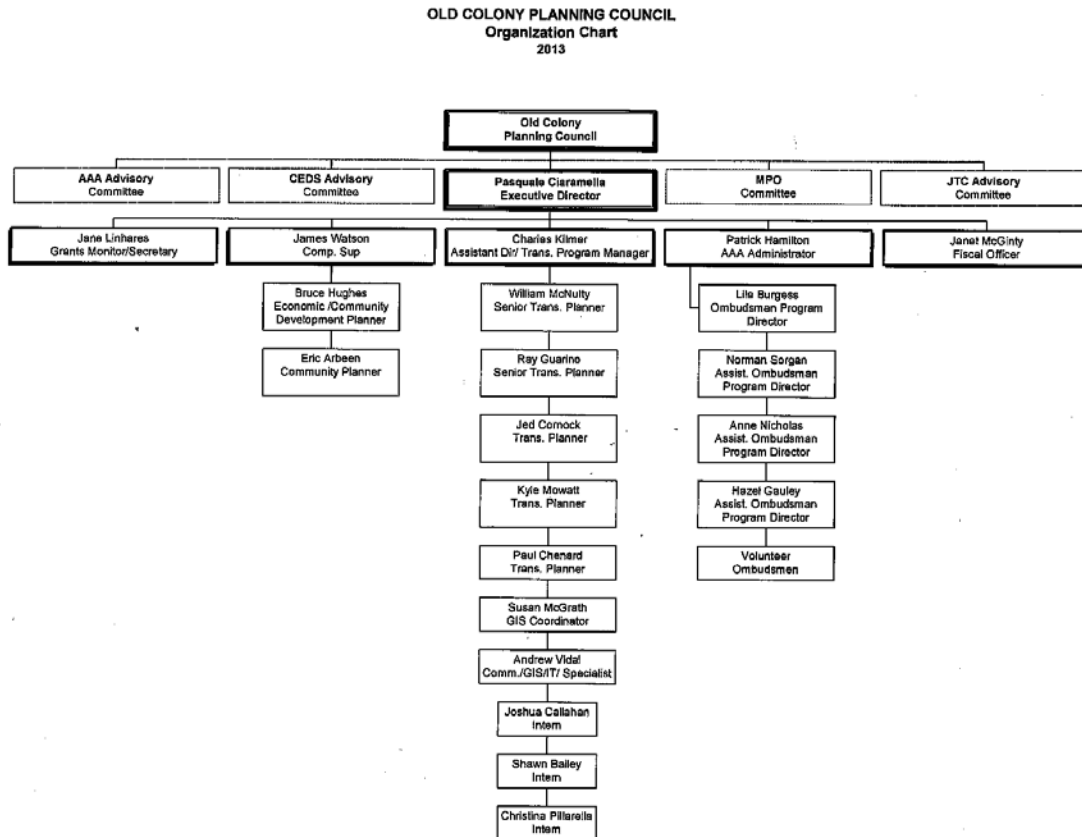 OLD COLONY PLANNING COUNCIL
Organization Chart
2013
Old Colony
Planning Council
AAA Advisory
Committee
CEDS Advisory
Committee
Pasquale Ciaramella
Executive Director
MPO
Committee
JTC Advisory
Committee
Jane Linhares
Grants Monitor/Secretary
James Watson
Comp. Sup
Charles Kilmer
Assistant Dir/ Trans. Program Manager
Patrick Hamilton
AAA Administrator
Janet McGinty
Fiscal Officer
Bruce Hughes
Economic /Community
Development Planner
Eric Arbeen
Community Planner
William McNulty
Senior Trans. Planner
Ray Guarino
Senior Trans. Planner
Jed Cornock
Trans. Planner
Kyle Mowatt
Trans. Planner
Paul Chenard
Trans. Planner
Susan McGrath
GIS Coordinator
Andrew Vidal
Comm./GIS/IT/ Specialist
Joshua Callahan
Intern
Shawn Bailey
Intern
Christina Pillarella
Intern
Lila Burgess
Ombudsman Program
Director
Norman Sorgen
Assist. Ombudsman
Program Director
Anne Nicholas
Assist. Ombudsman
Program Director
Hazel Gauley
Assist. Ombudsman
Program Director
Volunteer
Ombudsmen